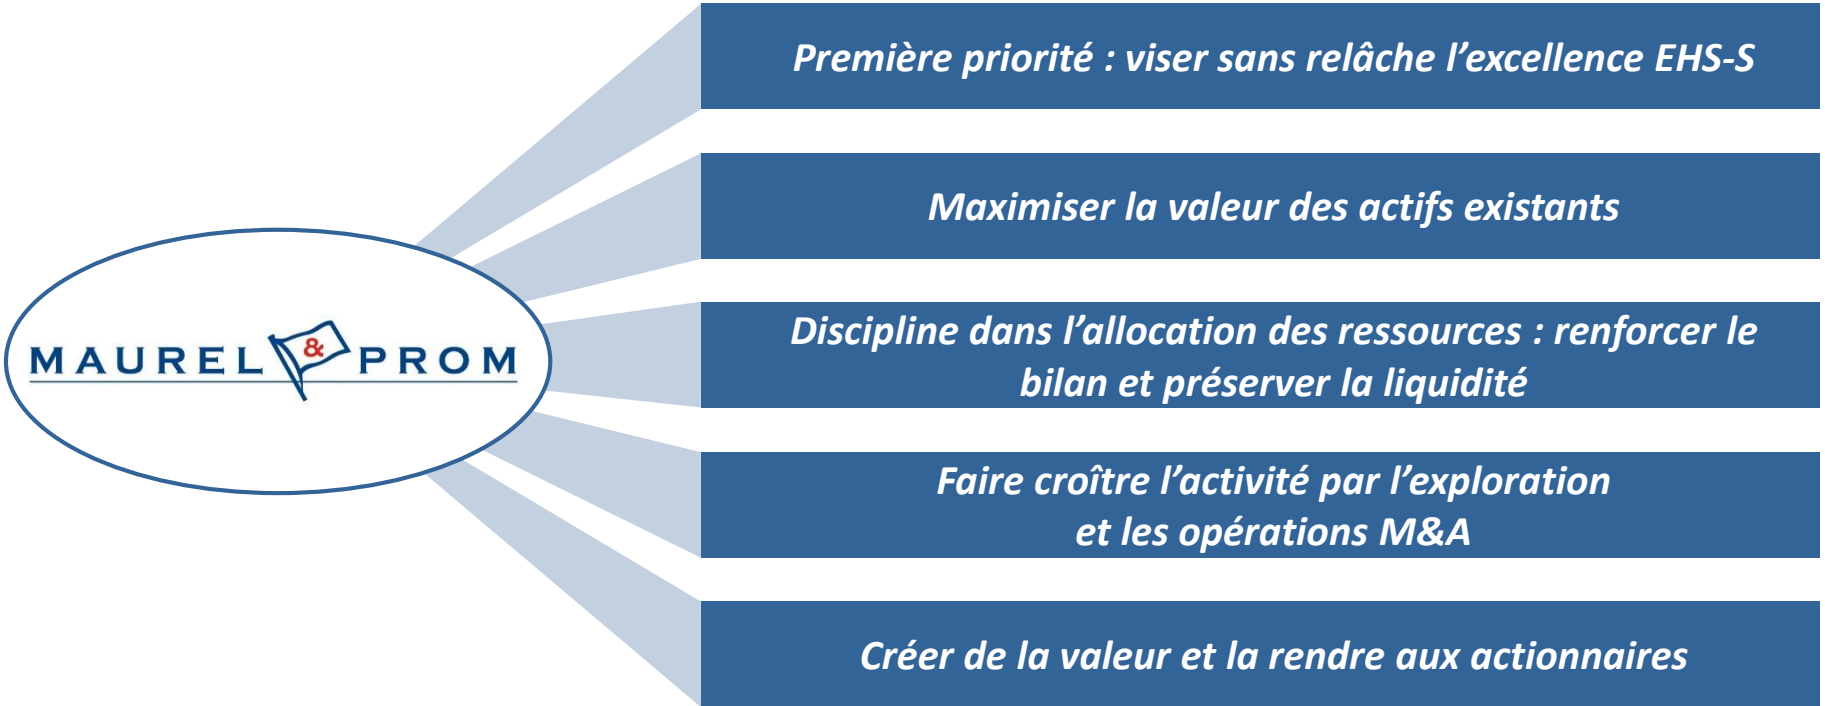 MAUREL & PROM
Première priorité : viser sans relâche l’excellence EHS-S
Maximiser la valeur des actifs existants
Discipline dans l’allocation des ressources : renforcer le
bilan et préserver la liquidité
Faire croître l’activité par l’exploration
et les opérations M&A
Créer de la valeur et la rendre aux actionnaires